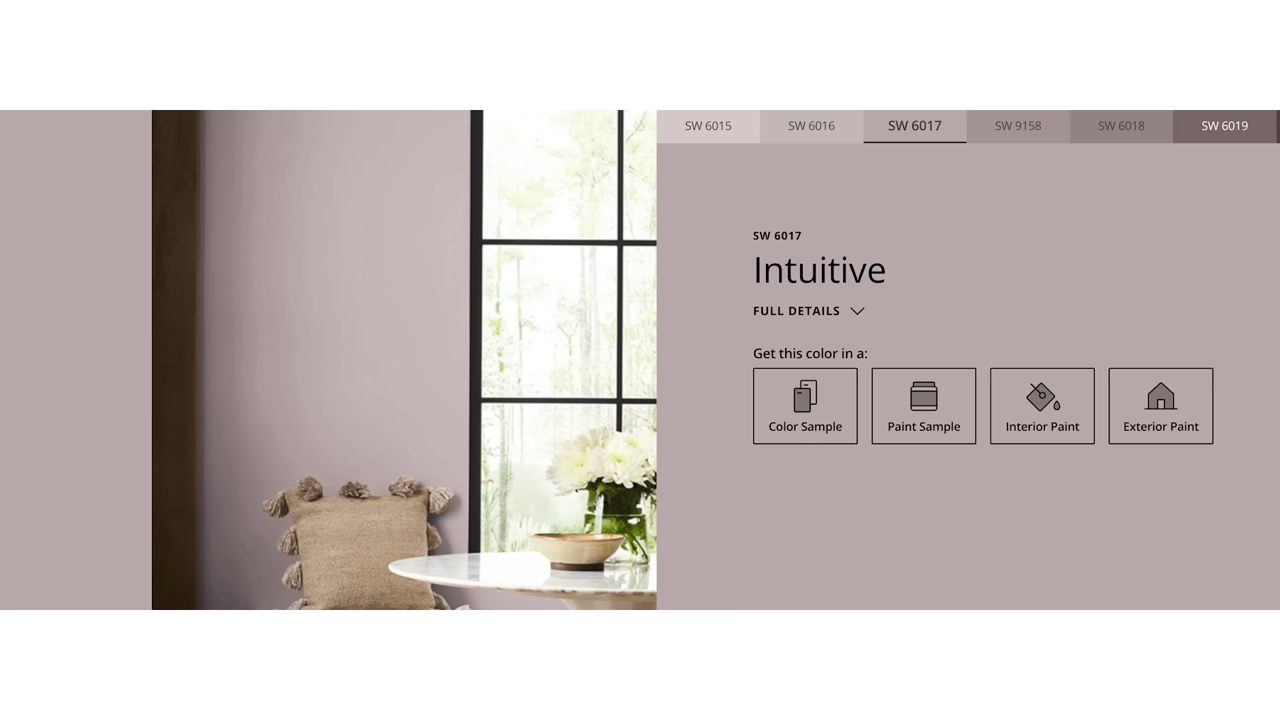 SW 6015 SW 6016 SW 6017 SW 9158 SW 6018 SW 6019
SW 6017
Intuitive
FULL DETAILS
Get this color in a:
Color Sample Paint Sample Interior Paint Exterior Paint